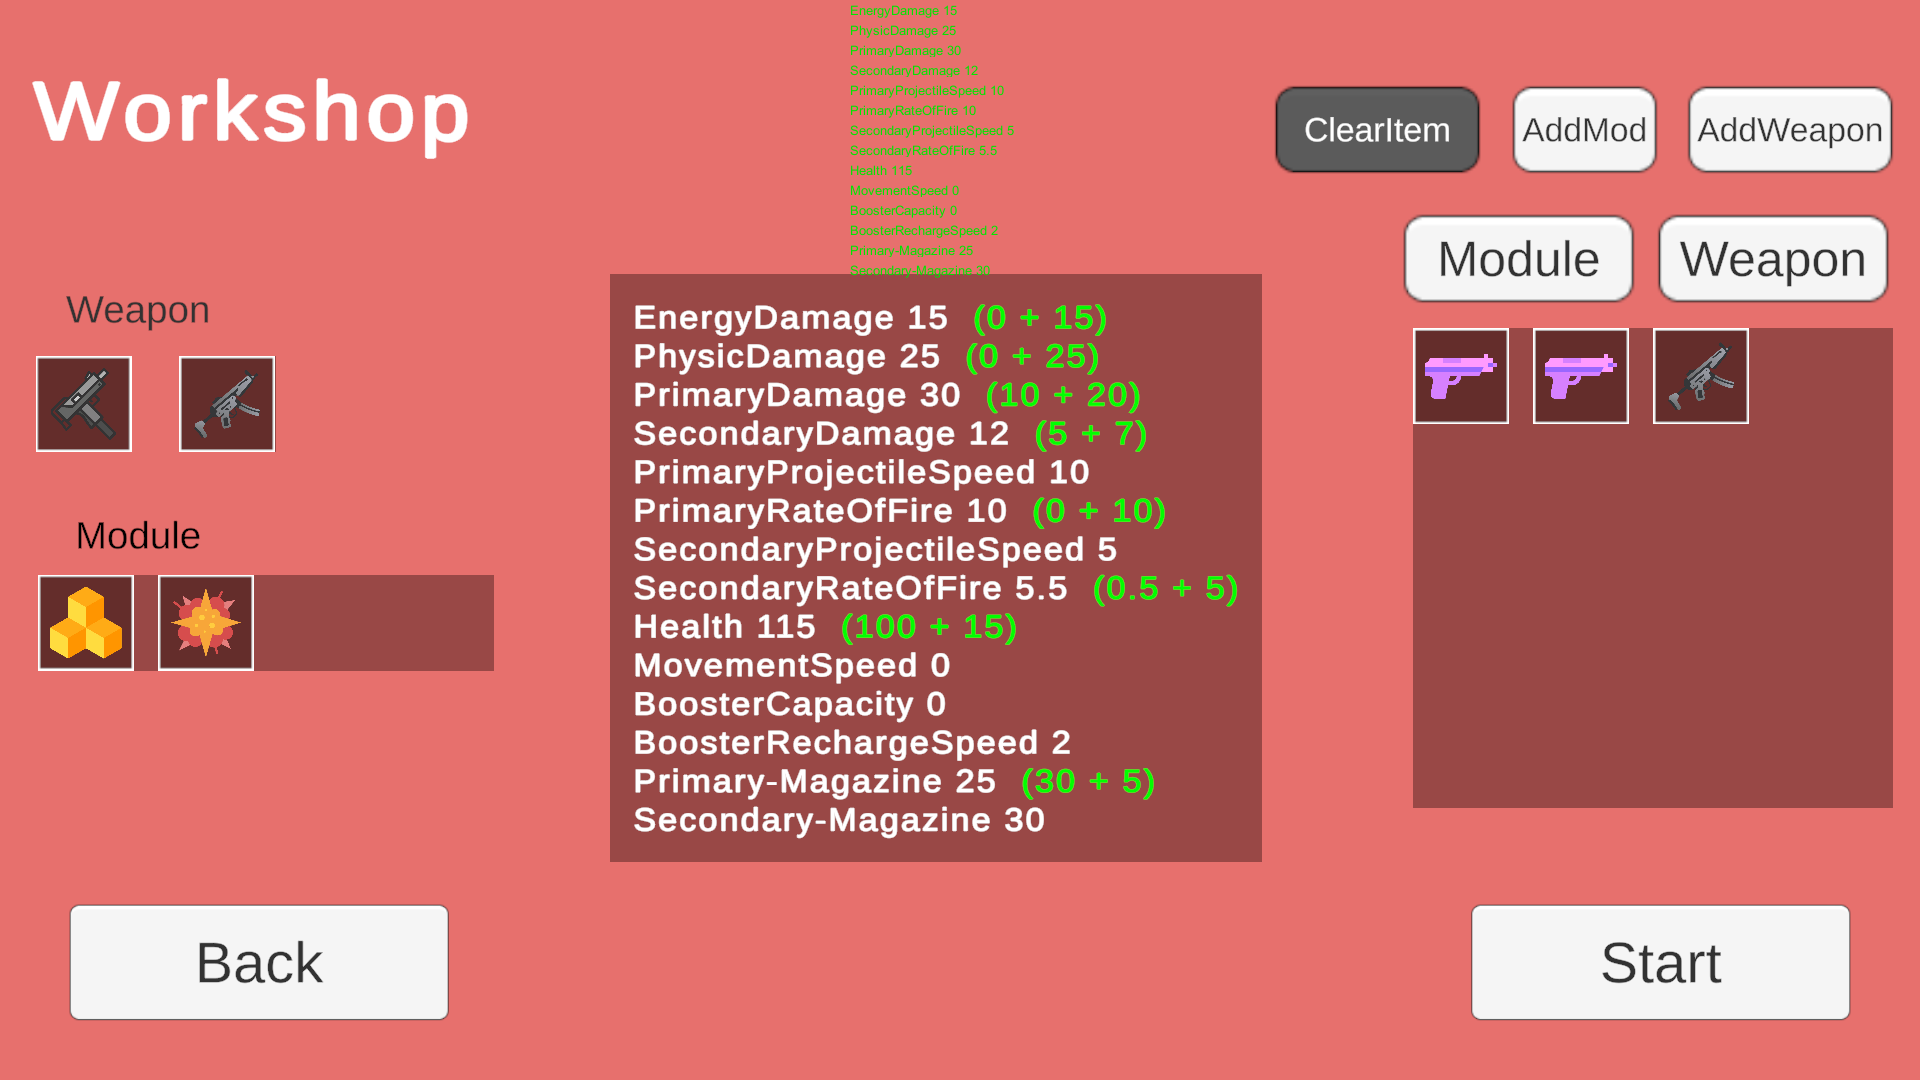 EnergyDamage 15
PhysicDamage 25
PrimaryDamage 30
SecondaryDamage 12
PrimaryProjectileSpeed 10
PrimaryRateOfFire 10
SecondaryProjectileSpeed 5
SecondaryRateOfFire 5.5
Health 115
MovementSpeed 0
BoosterCapacity 0
BoosterRechargeSpeed 2
Primary-Magazine 25
Secondary-Magazine 30
Workshop
ClearItem
AddMod
AddWeapon
Module
Weapon
Weapon
Module
EnergyDamage 15 (0 + 15)
PhysicDamage 25 (0 + 25)
PrimaryDamage 30 (10 + 20)
SecondaryDamage 12 (5 + 7)
PrimaryProjectileSpeed 10
PrimaryRateOfFire 10 (0 + 10)
SecondaryProjectileSpeed 5
SecondaryRateOfFire 5.5 (0.5 + 5)
Health 115 (100 + 15)
MovementSpeed 0
BoosterCapacity 0
BoosterRechargeSpeed 2
Primary-Magazine 25 (30 + 5)
Secondary-Magazine 30
Back
Start